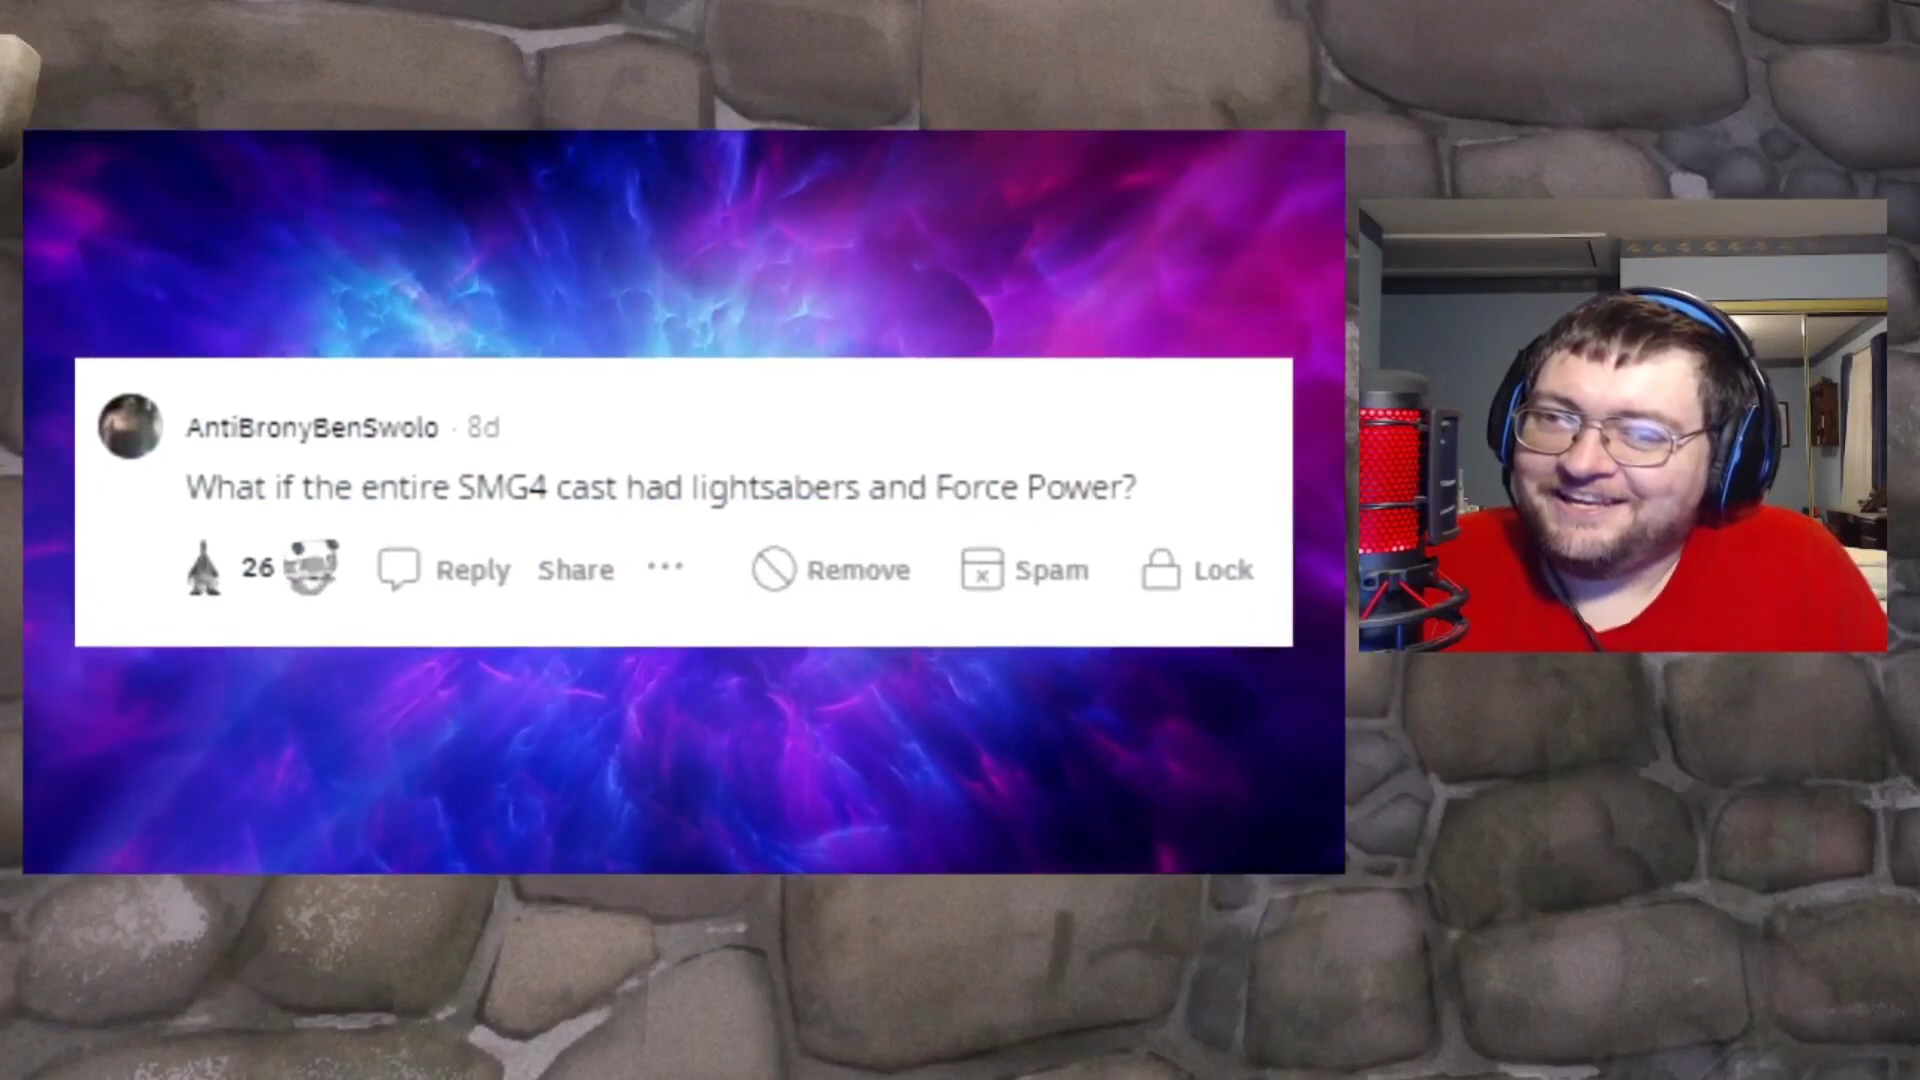 AntiBronyBenSwolo · 8d
What if the entire SMG4 cast had lightsabers and Force Power?
26 Reply Share ··· Remove Spam Lock